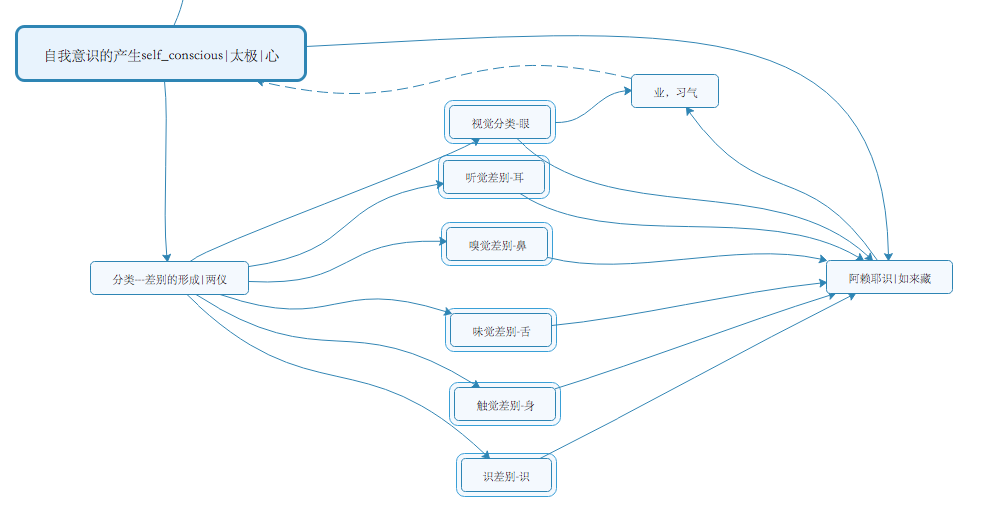 自我意识的产生self_conscious|太极|心
业，习气
视觉分类-眼
听觉差别-耳
嗅觉差别-鼻
分类—差别的形成|两仪
阿赖耶识|如来藏
味觉差别-舌
触觉差别-身
识差别-识